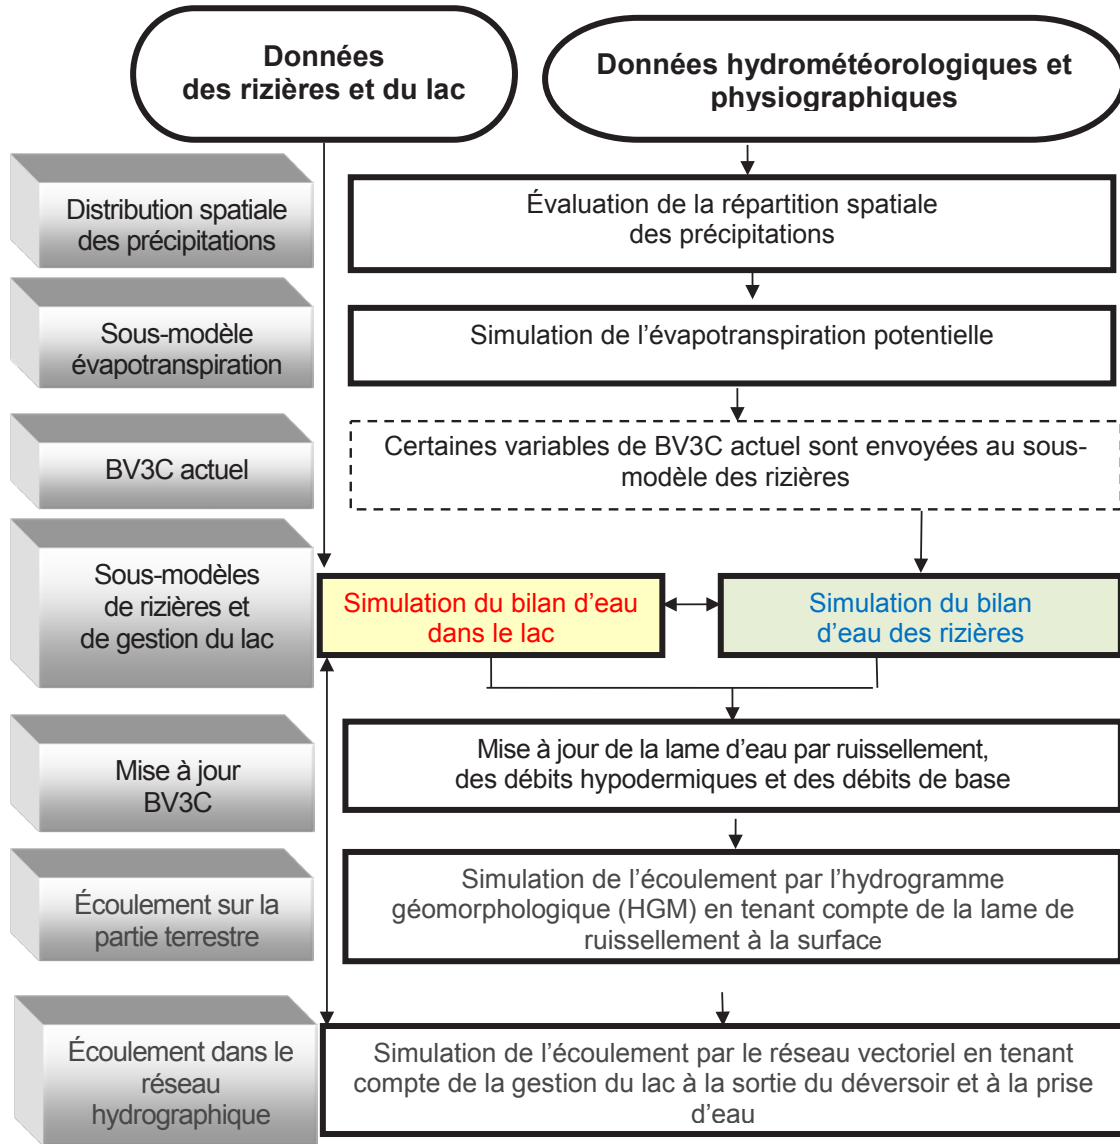 Données
des rizières et du lac
Données hydrométéorologiques et
physiographiques
Distribution spatiale
des précipitations
Évaluation de la répartition spatiale
des précipitations
Sous-modèle
évapotranspiration
Simulation de l’évapotranspiration potentielle
BV3C actuel
Certaines variables de BV3C actuel sont envoyées au sous-
modèle des rizières
Sous-modèles
de rizières et
de gestion du lac
Simulation du bilan d’eau
dans le lac
Simulation du bilan
d’eau des rizières
Mise à jour
BV3C
Mise à jour de la lame d’eau par ruissellement,
des débits hypodermiques et des débits de base
Écoulement sur la
partie terrestre
Simulation de l’écoulement par l’hydrogramme
géomorphologique (HGM) en tenant compte de la lame de
ruissellement à la surface
Écoulement dans le
réseau
hydrographique
Simulation de l’écoulement par le réseau vectoriel en tenant
compte de la gestion du lac à la sortie du déversoir et à la prise
d’eau